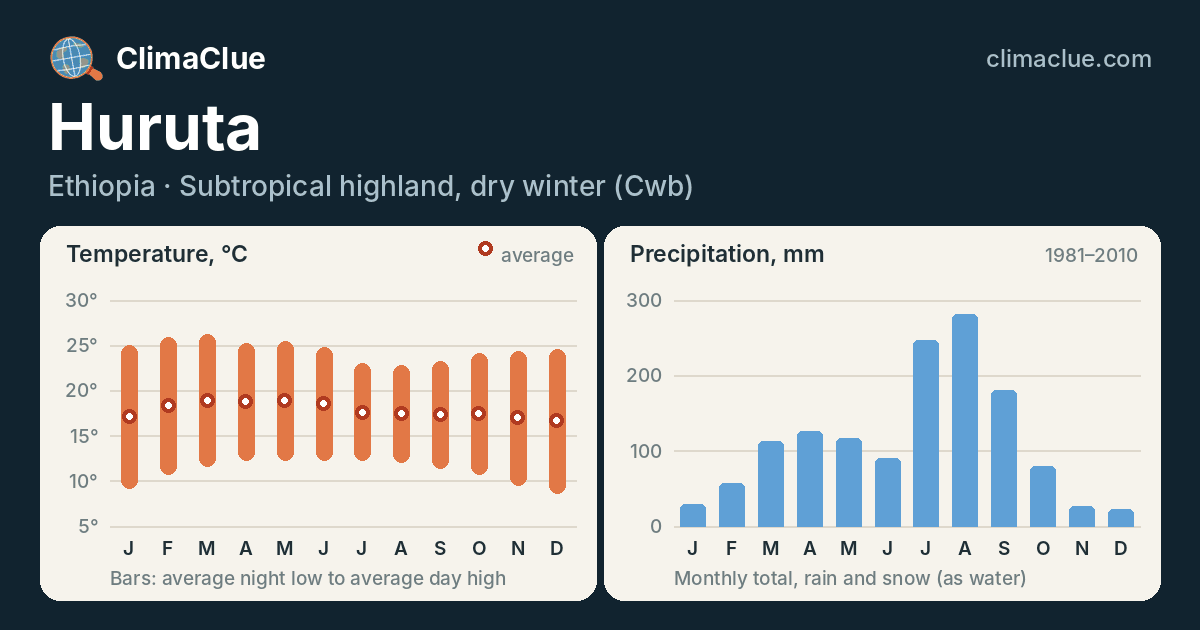 ClimaClue
climaclue.com
Huruta
Ethiopia · Subtropical highland, dry winter (Cwb)
Temperature, °C
average
30°
25°
20°
15°
10°
5°
J F M A M J J A S O N D
Bars: average night low to average day high
Precipitation, mm
1981–2010
300
200
100
0
J F M A M J J A S O N D
Monthly total, rain and snow (as water)